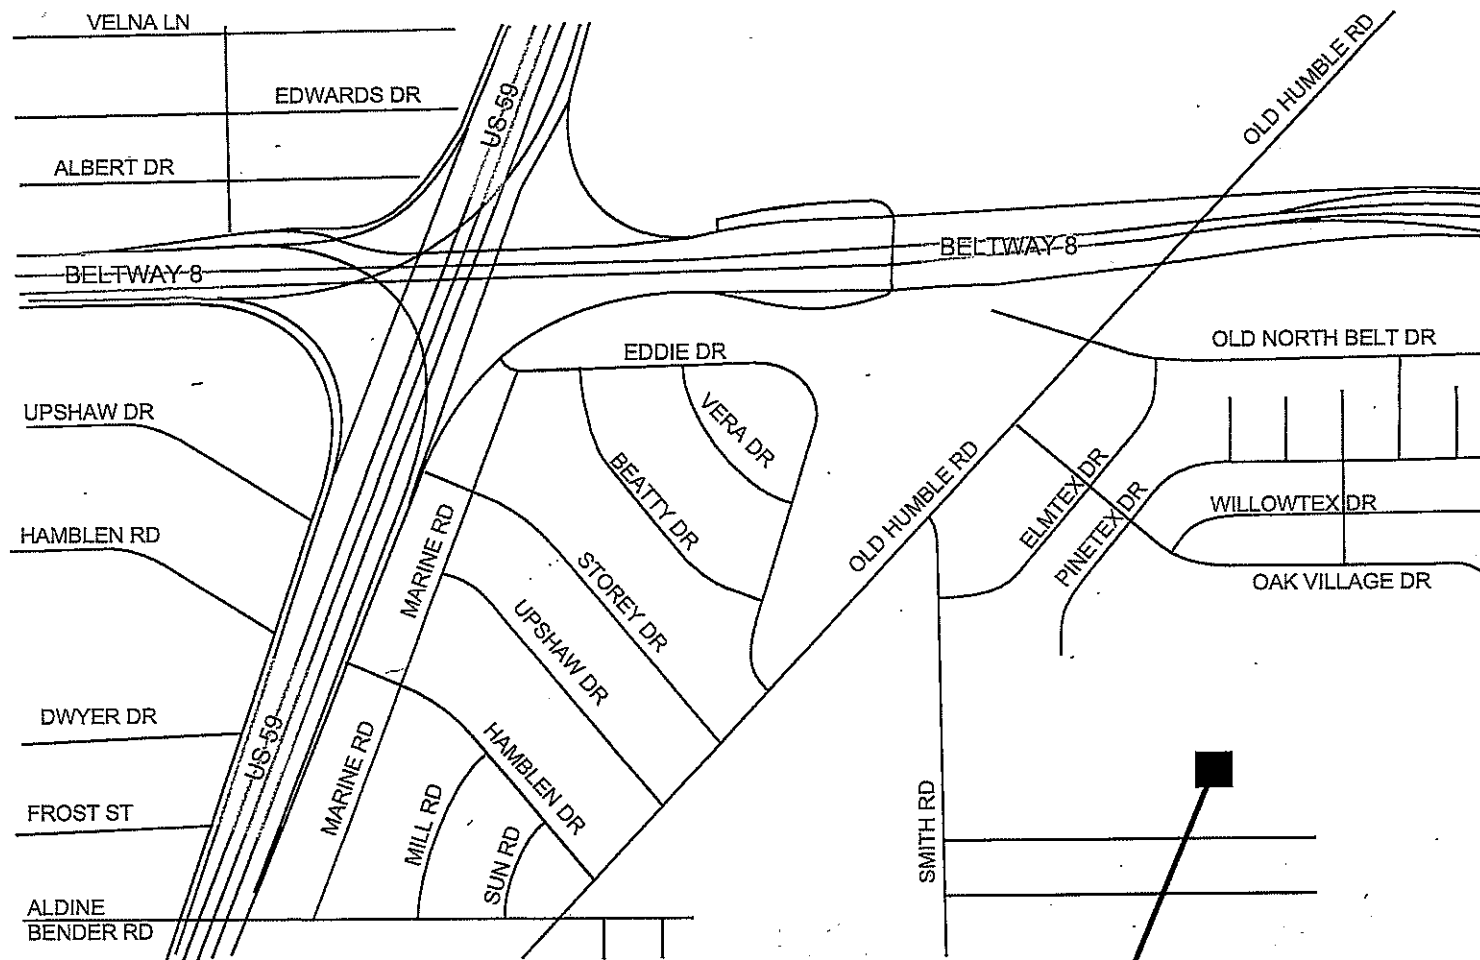 VELNA LN
EDWARDS DR
ALBERT DR
US-59
OLD HUMBLE RD
BELTWAY 8
BELTWAY 8
OLD NORTH BELT DR
EDDIE DR
VERA DR
UPSHAW DR
BEATTY DR
OLD HUMBLE RD
ELMTEX DR
PINETEX DR
WILLOWTEX DR
HAMBLEN RD
MARINE RD
STOREY DR
OAK VILLAGE DR
UPSHAW DR
DWYER DR
US-59
MARINE RD
HAMBLEN DR
FROST ST
MILL RD
SUN RD
SMITH RD
ALDINE
BENDER RD